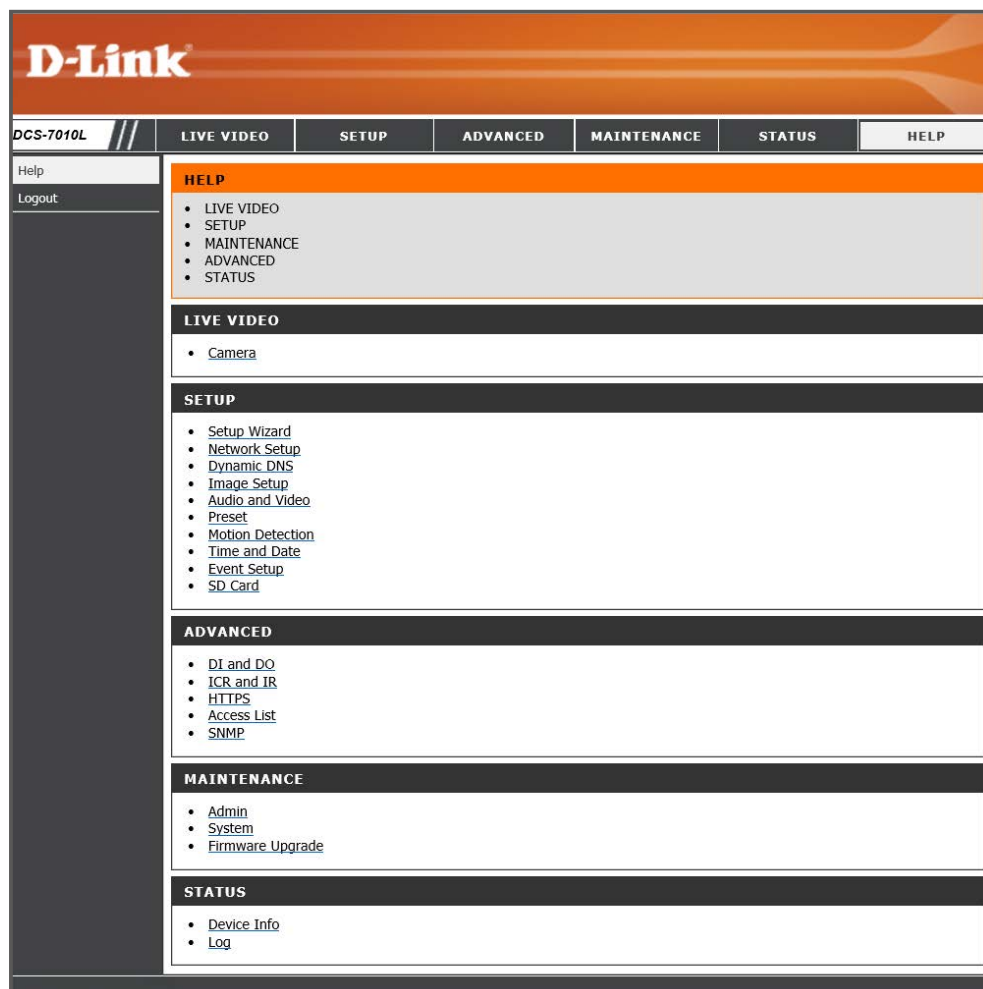 D-Link
DCS-7010L // LIVE VIDEO SETUP ADVANCED MAINTENANCE STATUS HELP
Help
Logout
HELP
• LIVE VIDEO
• SETUP
• MAINTENANCE
• ADVANCED
• STATUS
LIVE VIDEO
• Camera
SETUP
• Setup Wizard
• Network Setup
• Dynamic DNS
• Image Setup
• Audio and Video
• Preset
• Motion Detection
• Time and Date
• Event Setup
• SD Card
ADVANCED
• DI and DO
• ICR and IR
• HTTPS
• Access List
• SNMP
MAINTENANCE
• Admin
• System
• Firmware Upgrade
STATUS
• Device Info
• Log